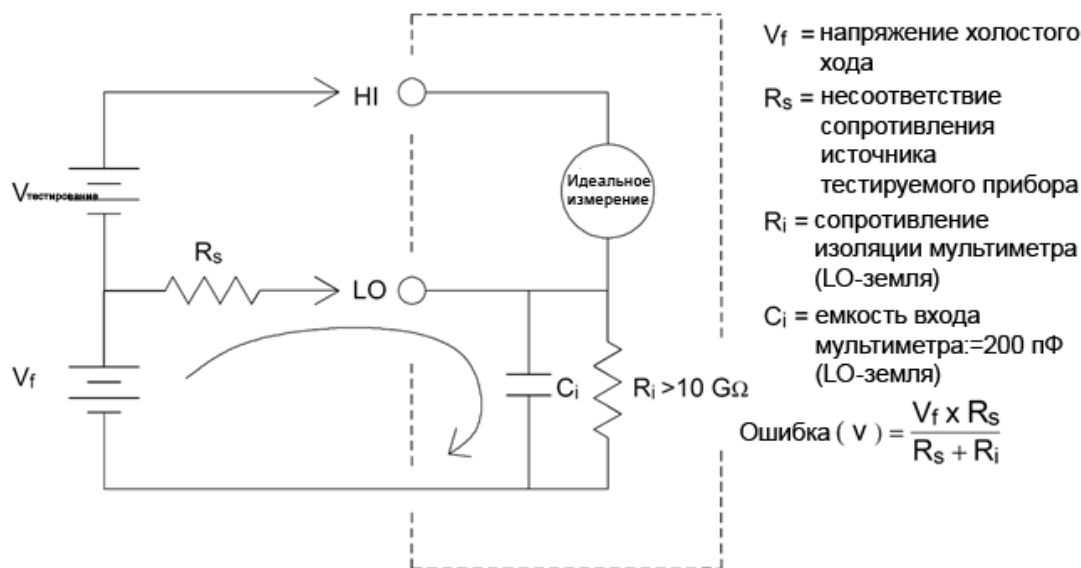 HI
Vтестирование
Идеальное
измерение
Rs
LO
Vf
Ci
Ri >10 GΩ
Vf = напряжение холостого
хода
Rs = несоответствие
сопротивления
источника
тестируемого прибора
Ri = сопротивление
изоляции мультиметра
(LO-земля)
Ci = емкость входа
мультиметра:=200 пФ
(LO-земля)
Ошибка ( V ) = Vf x Rs
Rs + Ri